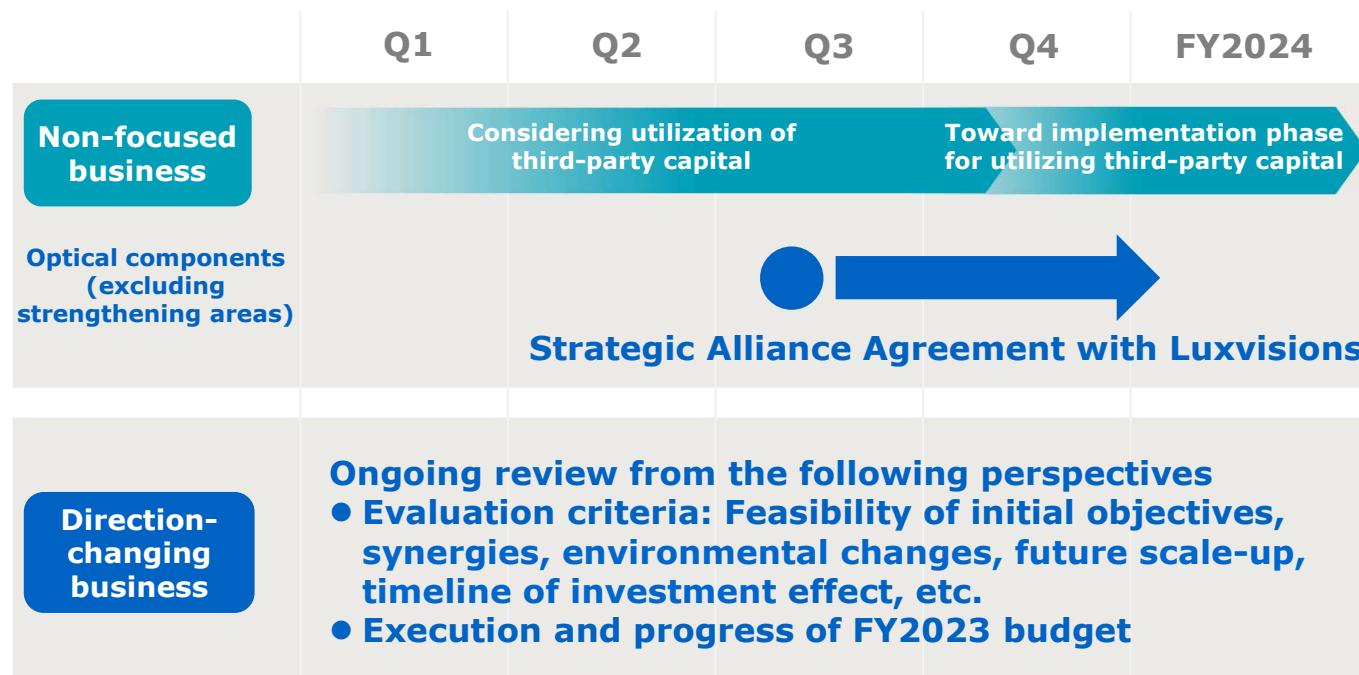 Q1 Q2 Q3 Q4 FY2024
Non-focused
business
Considering utilization of
third-party capital
Toward implementation phase
for utilizing third-party capital
Optical components
(excluding
strengthening areas)
Strategic Alliance Agreement with Luxvisions
Direction-
changing
business
Ongoing review from the following perspectives
● Evaluation criteria: Feasibility of initial objectives,
synergies, environmental changes, future scale-up,
timeline of investment effect, etc.
● Execution and progress of FY2023 budget